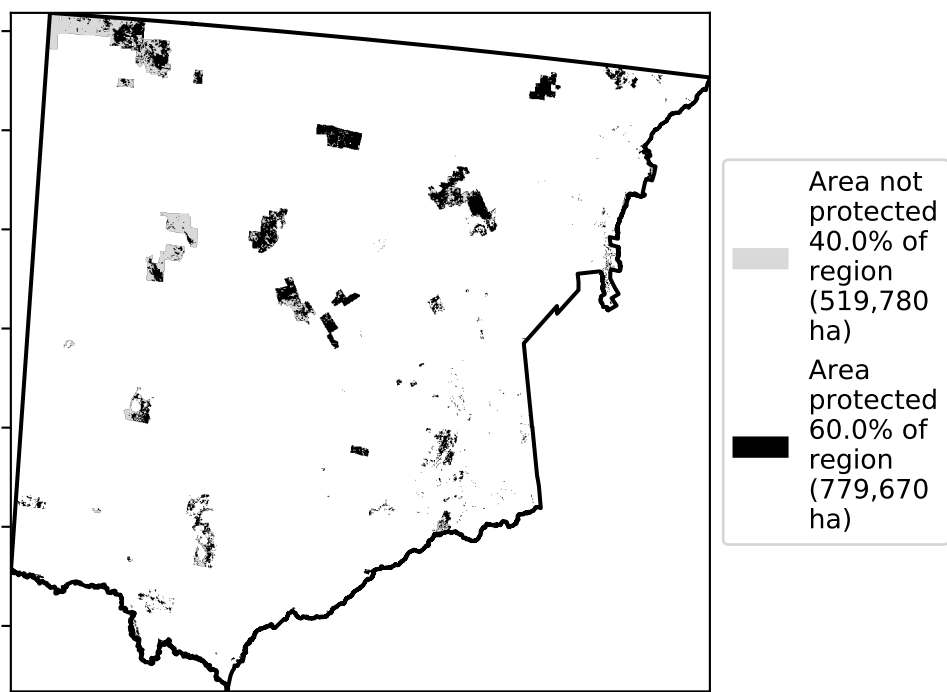 Area not
protected
40.0% of
region
(519,780
ha)
Area
protected
60.0% of
region
(779,670
ha)